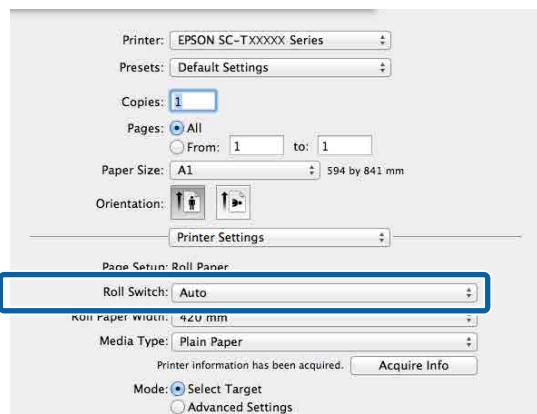 Printer: EPSON SC-TXXXXX Series
Presets: Default Settings
Copies: 1
Pages: All
From: 1 to: 1
Paper Size: A1 594 by 841 mm
Orientation:
Printer Settings
Page Setup: Roll Paper
Roll Switch: Auto
Roll Paper Width: 420 mm
Media Type: Plain Paper
Printer information has been acquired. Acquire Info
Mode: Select Target
Advanced Settings